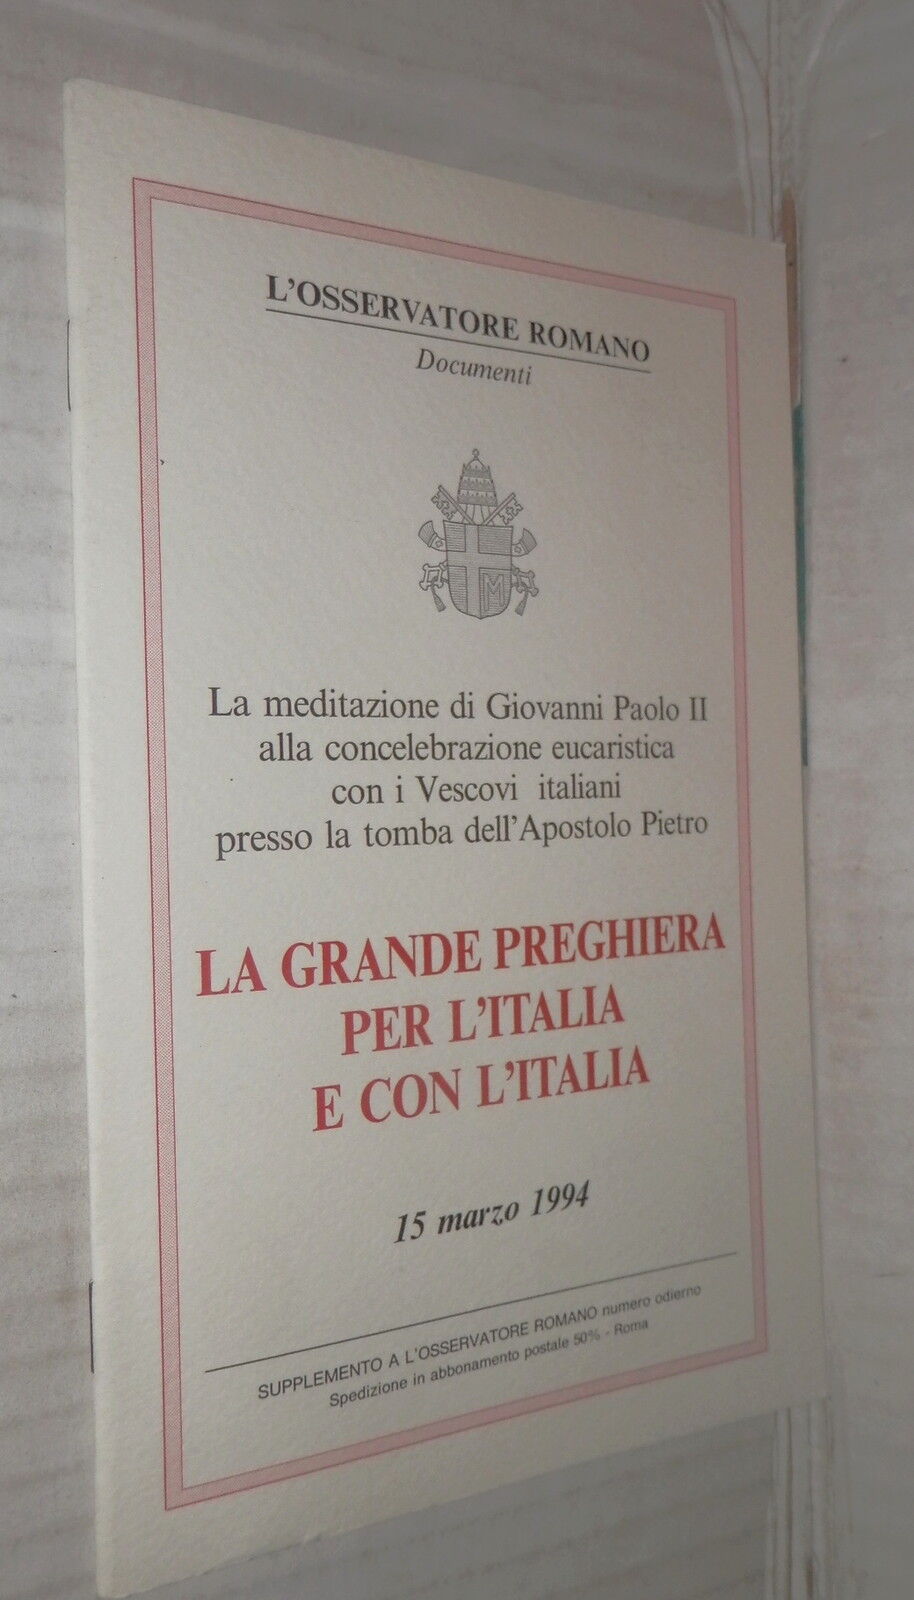 L'OSSERVATORE ROMANO
Documenti
M
La meditazione di Giovanni Paolo II
alla concelebrazione eucaristica
con i Vescovi italiani
presso la tomba dell'Apostolo Pietro
LA GRANDE PREGHIERA
PER L'ITALIA
E CON L'ITALIA
15 marzo 1994
SUPPLEMENTO A L'OSSERVATORE ROMANO numero odierno
Spedizione in abbonamento postale 50% - Roma